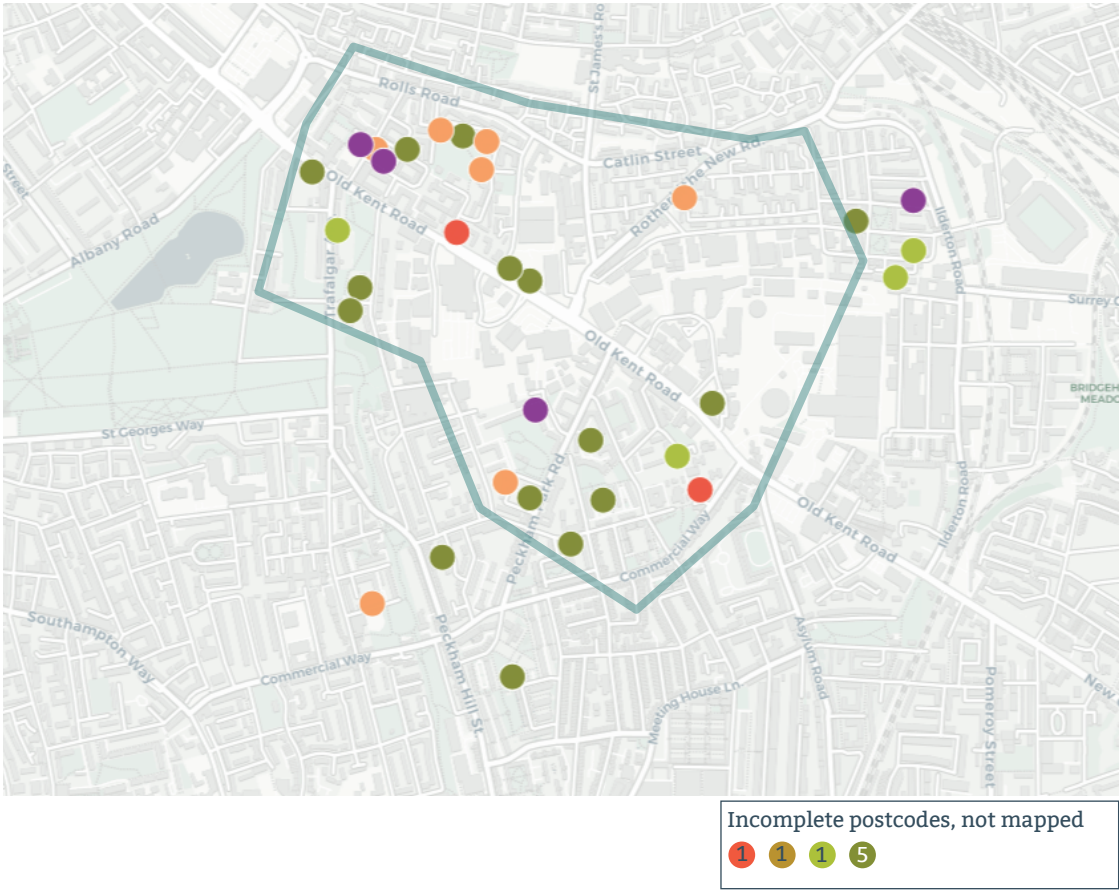 St James's Ro
Rolls Road
Catlin Street
Rotherhithe New Rd
Street
Old Kent Road
Albany Road
Ilderton Road
Trafalgar
Surrey C
Old Kent Road
BRIDGEH
MEADO
St Georges Way
Peckham Park Rd
Ilderton Road
Old Kent Road
Commercial Way
Southampton Way
Peckham Hill St
Asylum Road
Commercial Way
Meeting House Ln
Pomeroy Street
New
Incomplete postcodes, not mapped
1 1 1 5